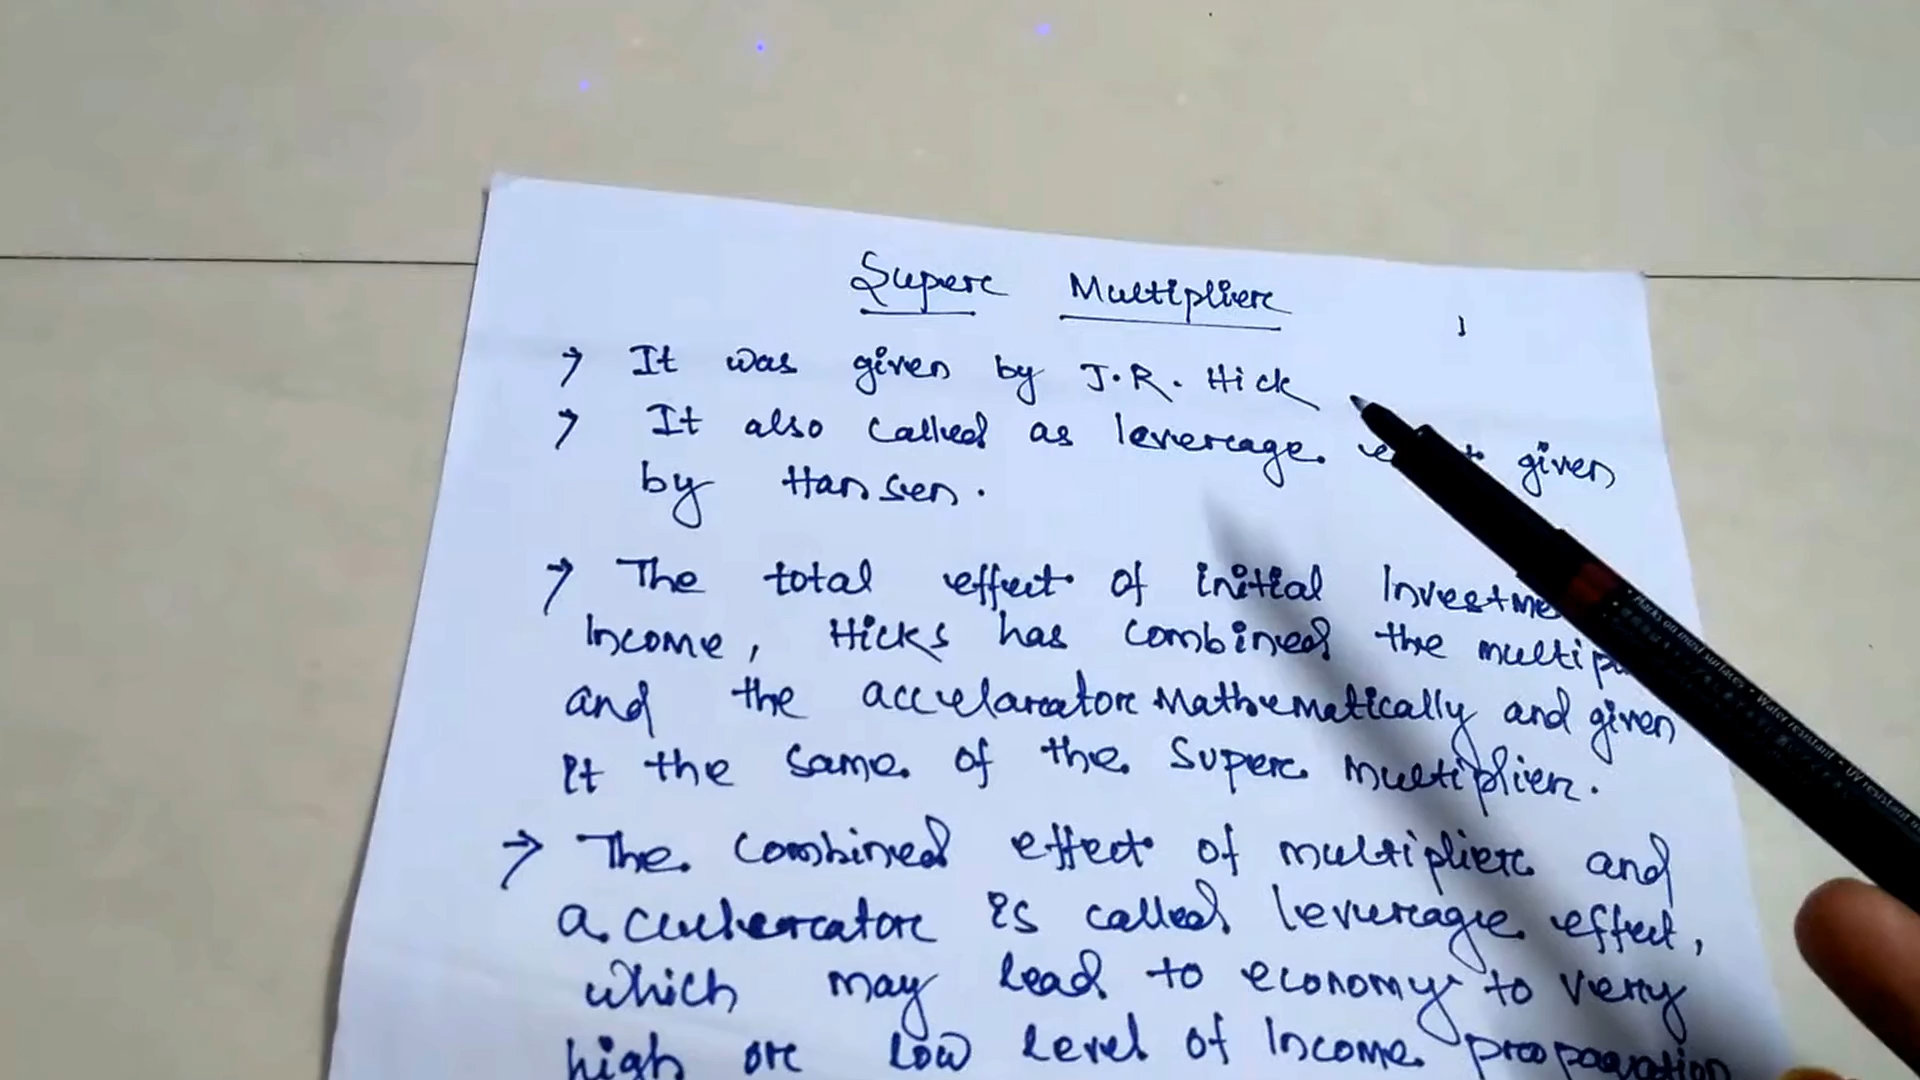 Super Multiplier
1
→ It was given by J.R. Hick
→ It also called as leverage given
by Hansen.
→ The total effect of initial
Income, Hicks has combined the
and the accelarator Mathematically and given
it the same of the super multiplier.
→ The combined effect of multiplier and
accelerator is called leverage effect,
which may lead to economy to very
high or low level of Income propagation